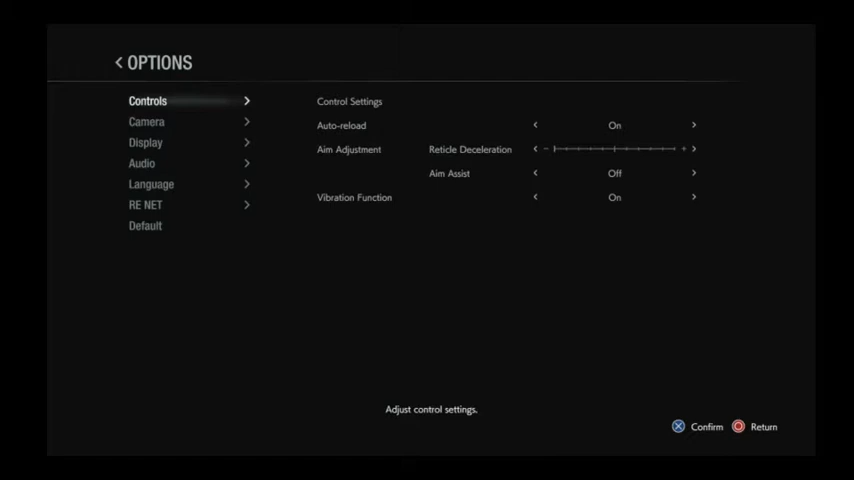 OPTIONS
Controls
Camera
Display
Audio
Language
RE NET
Default
Control Settings
Auto-reload On
Aim Adjustment Reticle Deceleration
Aim Assist Off
Vibration Function On
Adjust control settings.
Confirm Return